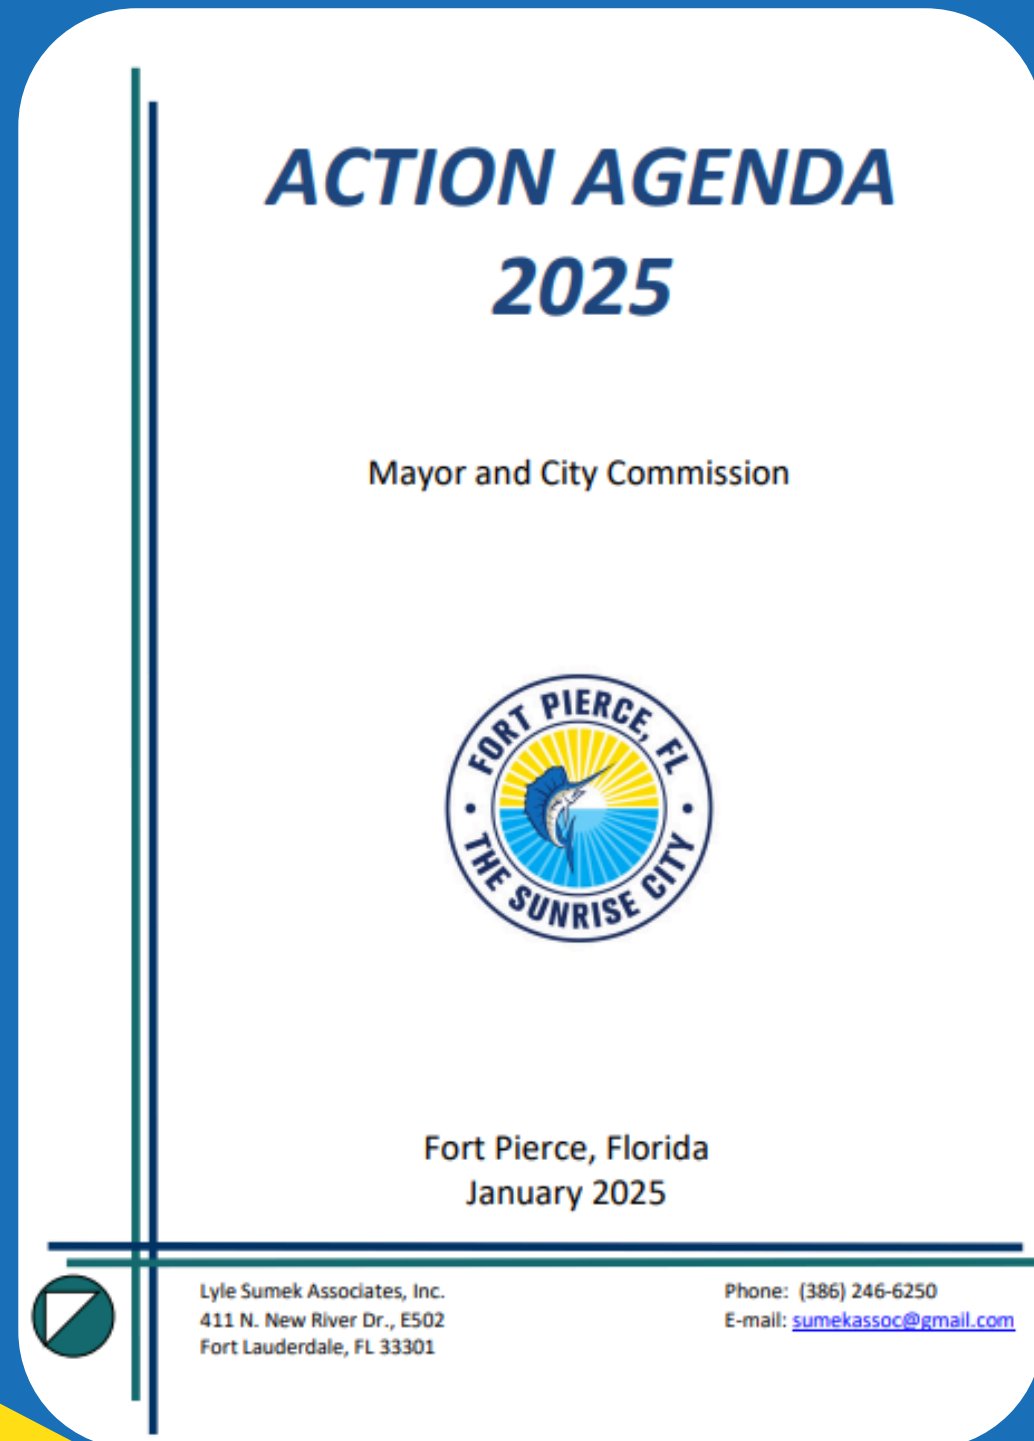 ACTION AGENDA
2025
Mayor and City Commission
FORT PIERCE, FL
THE SUNRISE CITY
Fort Pierce, Florida
January 2025
Lyle Sumek Associates, Inc.
411 N. New River Dr., E502
Fort Lauderdale, FL 33301
Phone: (386) 246-6250
E-mail: sumekassoc@gmail.com